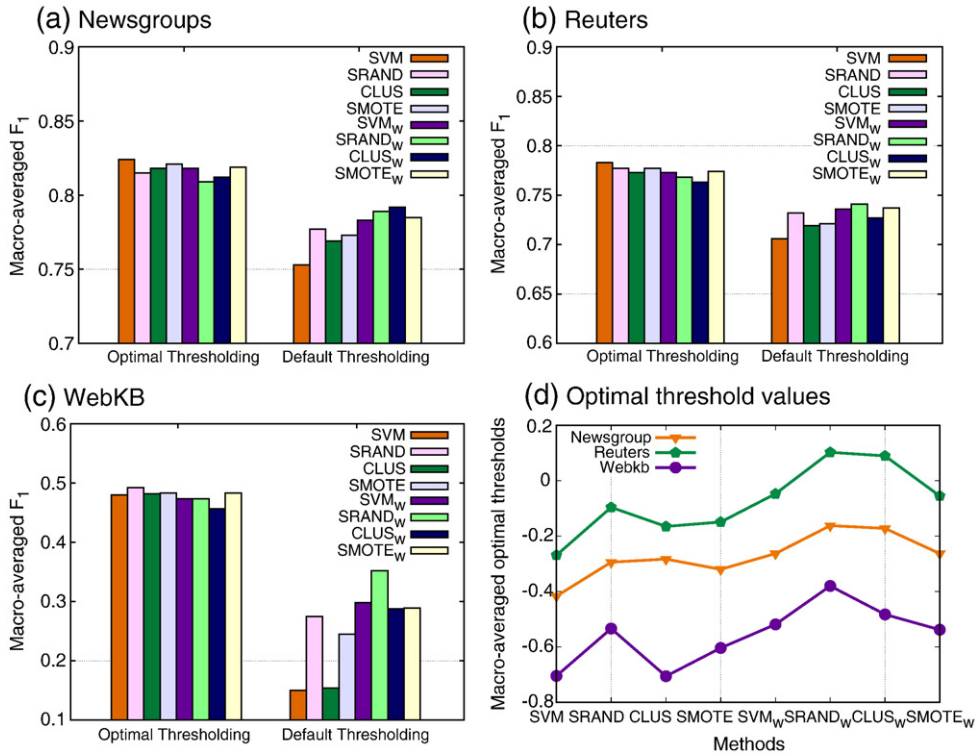 (a) Newsgroups
Macro-averaged F1
0.9
0.85
0.8
0.75
0.7
SVM
SRAND
CLUS
SMOTE
SVMw
SRANDw
CLUSw
SMOTEw
Optimal Thresholding
Default Thresholding
(b) Reuters
Macro-averaged F1
0.9
0.85
0.8
0.75
0.7
0.65
0.6
SVM
SRAND
CLUS
SMOTE
SVMw
SRANDw
CLUSw
SMOTEw
Optimal Thresholding
Default Thresholding
(c) WebKB
Macro-averaged F1
0.6
0.5
0.4
0.3
0.2
0.1
SVM
SRAND
CLUS
SMOTE
SVMw
SRANDw
CLUSw
SMOTEw
Optimal Thresholding
Default Thresholding
(d) Optimal threshold values
Macro-averaged optimal thresholds
0.2
0
-0.2
-0.4
-0.6
-0.8
Newsgroup
Reuters
Webkb
SVM SRAND CLUS SMOTE SVMw SRANDw CLUSw SMOTEw
Methods